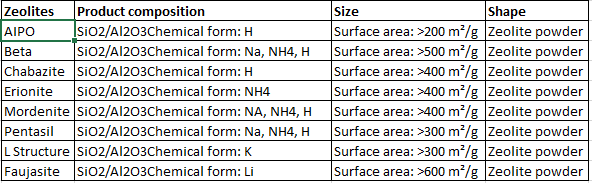 Zeolites Product composition Size Shape
AIPO SiO2/Al2O3Chemical form: H Surface area: >200 m²/g Zeolite powder
Beta SiO2/Al2O3Chemical form: Na, NH4, H Surface area: >500 m²/g Zeolite powder
Chabazite SiO2/Al2O3Chemical form: H Surface area: >400 m²/g Zeolite powder
Erionite SiO2/Al2O3Chemical form: NH4 Surface area: >400 m²/g Zeolite powder
Mordenite SiO2/Al2O3Chemical form: NA, NH4, H Surface area: >400 m²/g Zeolite powder
Pentasil SiO2/Al2O3Chemical form: Na, NH4, H Surface area: >300 m²/g Zeolite powder
L Structure SiO2/Al2O3Chemical form: K Surface area: >300 m²/g Zeolite powder
Faujasite SiO2/Al2O3Chemical form: Li Surface area: >600 m²/g Zeolite powder